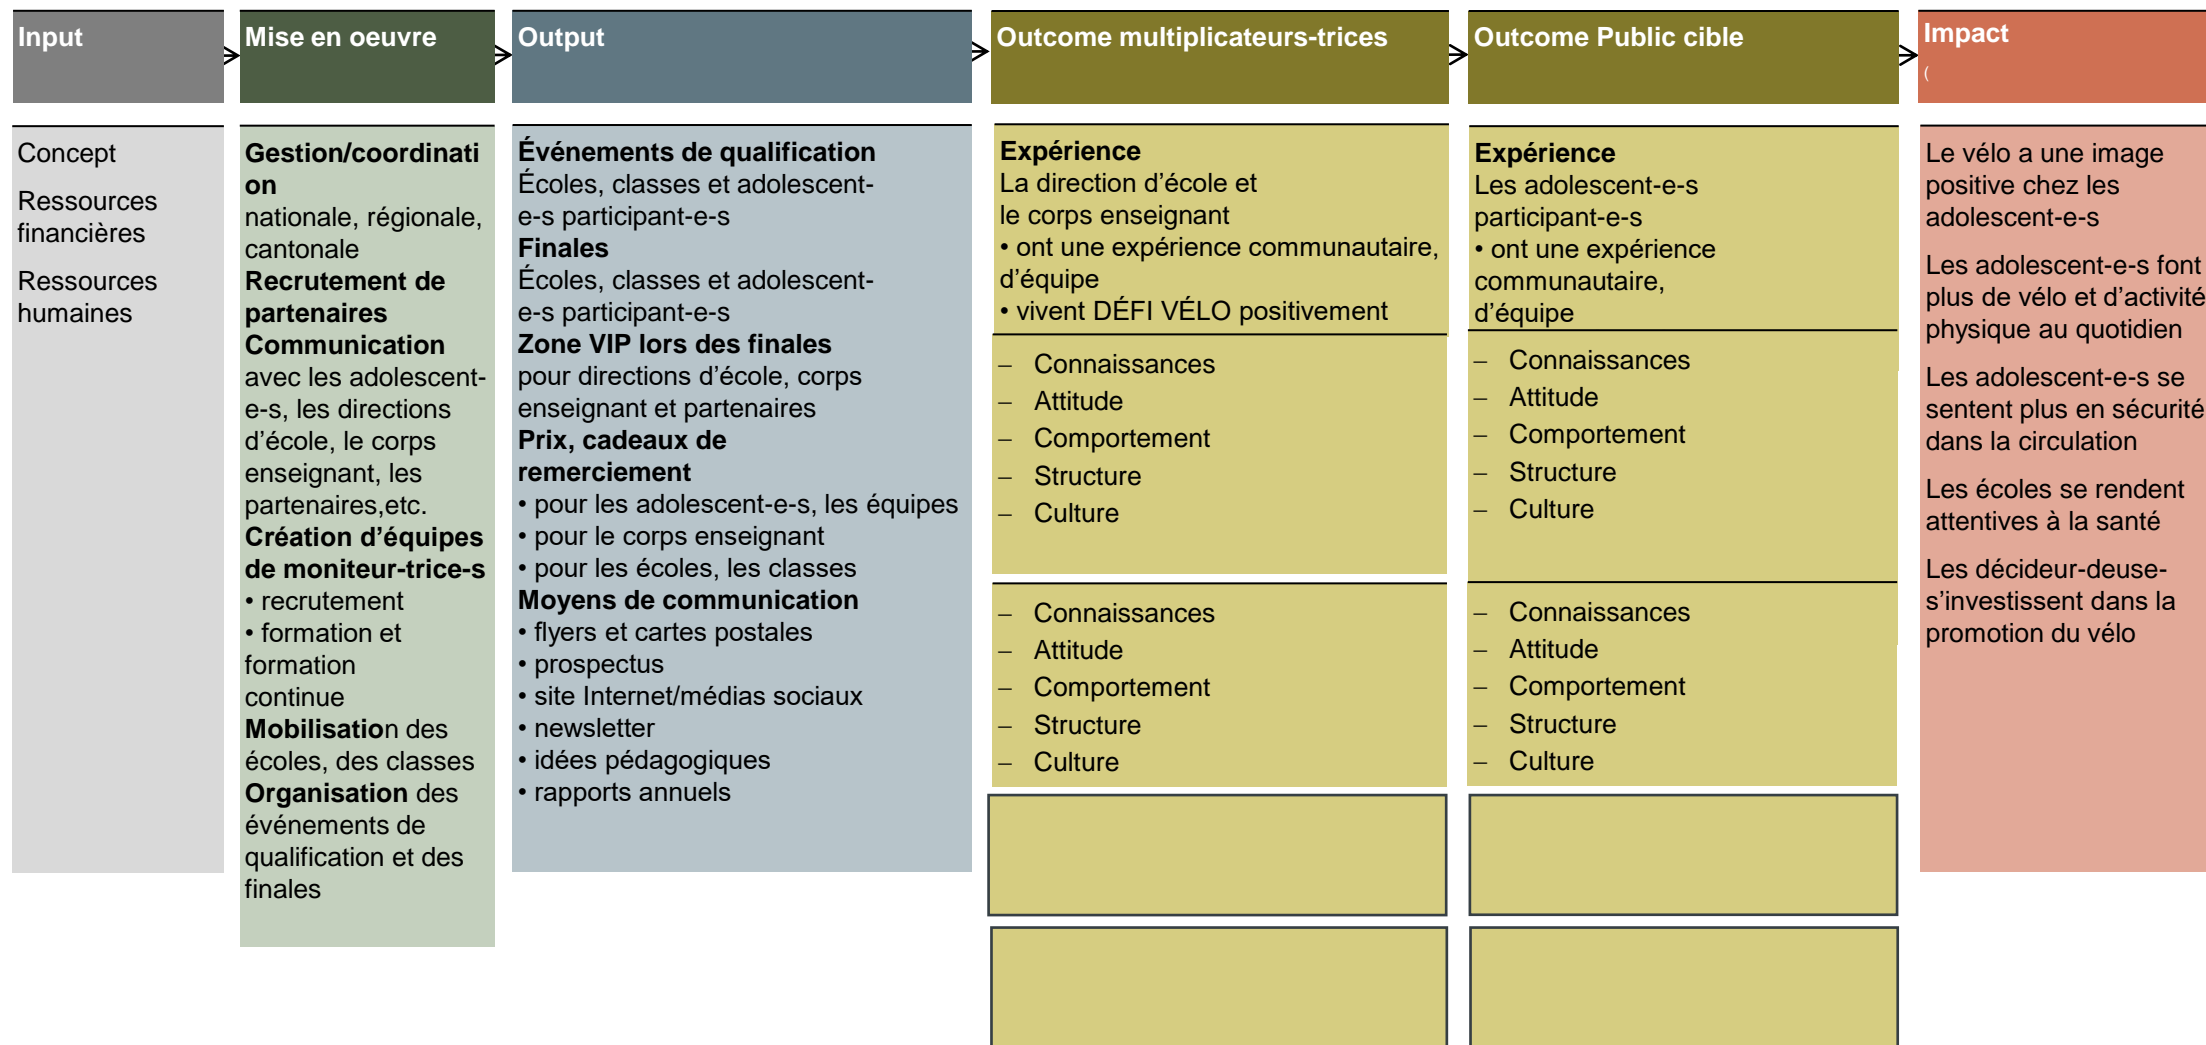 Input
Mise en oeuvre
Output
Outcome multiplicateurs-trices
Outcome Public cible
Impact
(
Concept
Ressources
financières
Ressources
humaines
Gestion/coordinati
on
nationale, régionale,
cantonale
Recrutement de
partenaires
Communication
avec les adolescent-
e-s, les directions
d’école, le corps
enseignant, les
partenaires,etc.
Création d’équipes
de moniteur-trice-s
• recrutement
• formation et
formation
continue
Mobilisation des
écoles, des classes
Organisation des
événements de
qualification et des
finales
Événements de qualification
Écoles, classes et adolescent-
e-s participant-e-s
Finales
Écoles, classes et adolescent-
e-s participant-e-s
Zone VIP lors des finales
pour directions d’école, corps
enseignant et partenaires
Prix, cadeaux de
remerciement
• pour les adolescent-e-s, les équipes
• pour le corps enseignant
• pour les écoles, les classes
Moyens de communication
• flyers et cartes postales
• prospectus
• site Internet/médias sociaux
• newsletter
• idées pédagogiques
• rapports annuels
Expérience
La direction d’école et
le corps enseignant
• ont une expérience communautaire,
d’équipe
• vivent DÉFI VÉLO positivement
– Connaissances
– Attitude
– Comportement
– Structure
– Culture
– Connaissances
– Attitude
– Comportement
– Structure
– Culture
Expérience
Les adolescent-e-s
participant-e-s
• ont une expérience
communautaire,
d’équipe
– Connaissances
– Attitude
– Comportement
– Structure
– Culture
– Connaissances
– Attitude
– Comportement
– Structure
– Culture
Le vélo a une image
positive chez les
adolescent-e-s
Les adolescent-e-s font
plus de vélo et d’activité
physique au quotidien
Les adolescent-e-s se
sentent plus en sécurité
dans la circulation
Les écoles se rendent
attentives à la santé
Les décideur-deuse-
s’investissent dans la
promotion du vélo